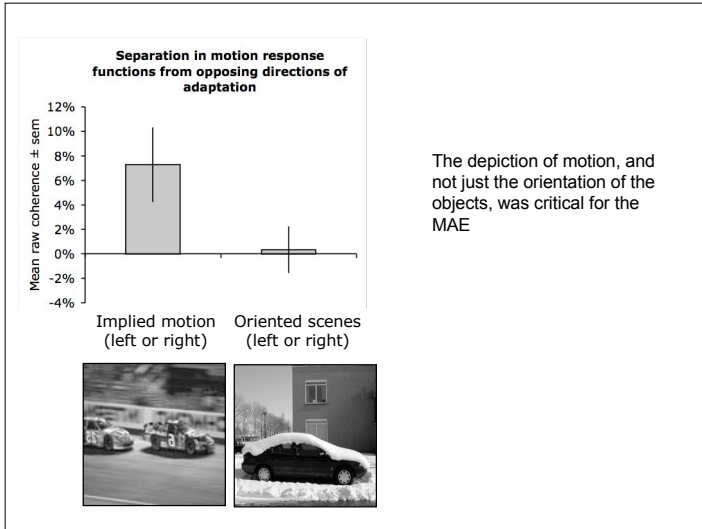 Separation in motion response
functions from opposing directions of
adaptation
Mean raw coherence ± sem
12%
10%
8%
6%
4%
2%
0%
-2%
-4%
Implied motion
(left or right)
Oriented scenes
(left or right)
The depiction of motion, and
not just the orientation of the
objects, was critical for the
MAE